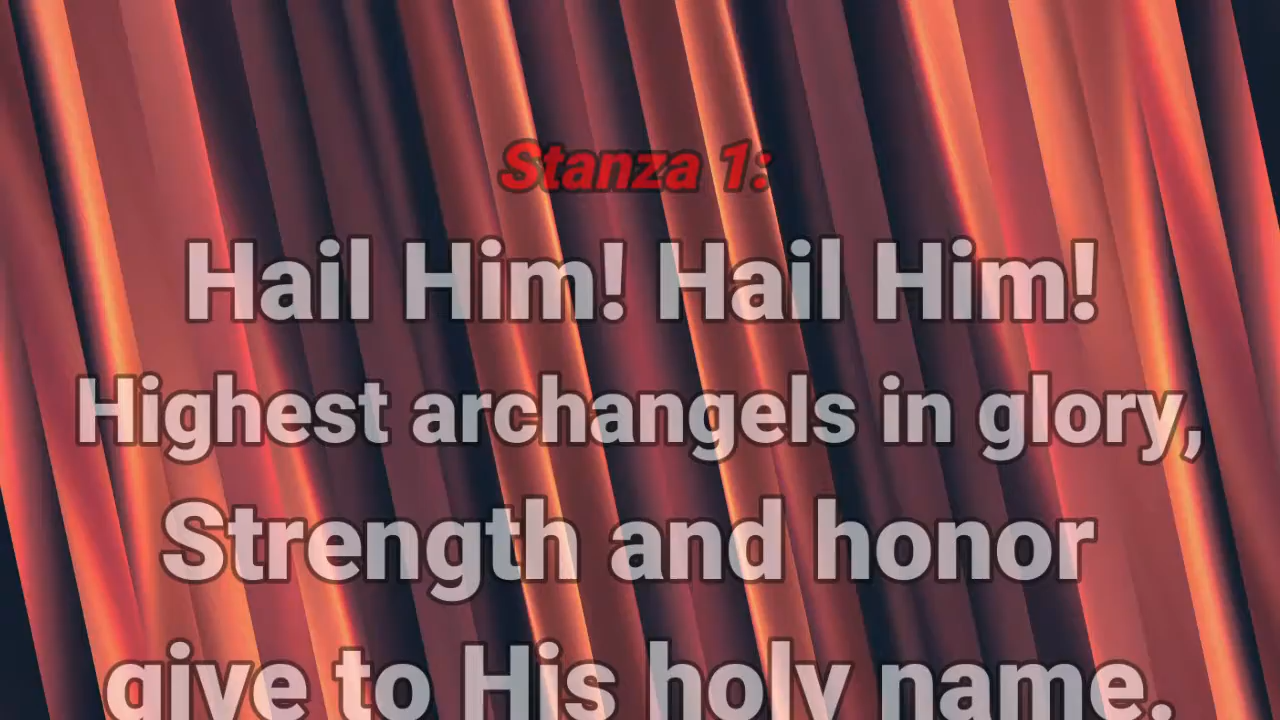 Stanza 1:
Hail Him! Hail Him!
Highest archangels in glory,
Strength and honor
give to His holy name.